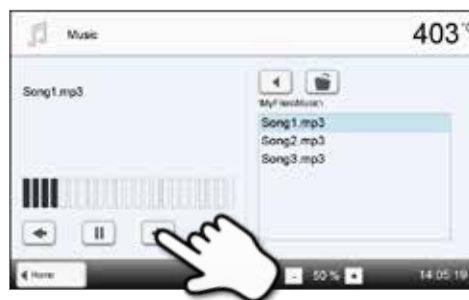 Music
403 °C
Song1.mp3
\MyFiles\Music\
Song1.mp3
Song2.mp3
Song3.mp3
Home
- 50 % +
14:05:19